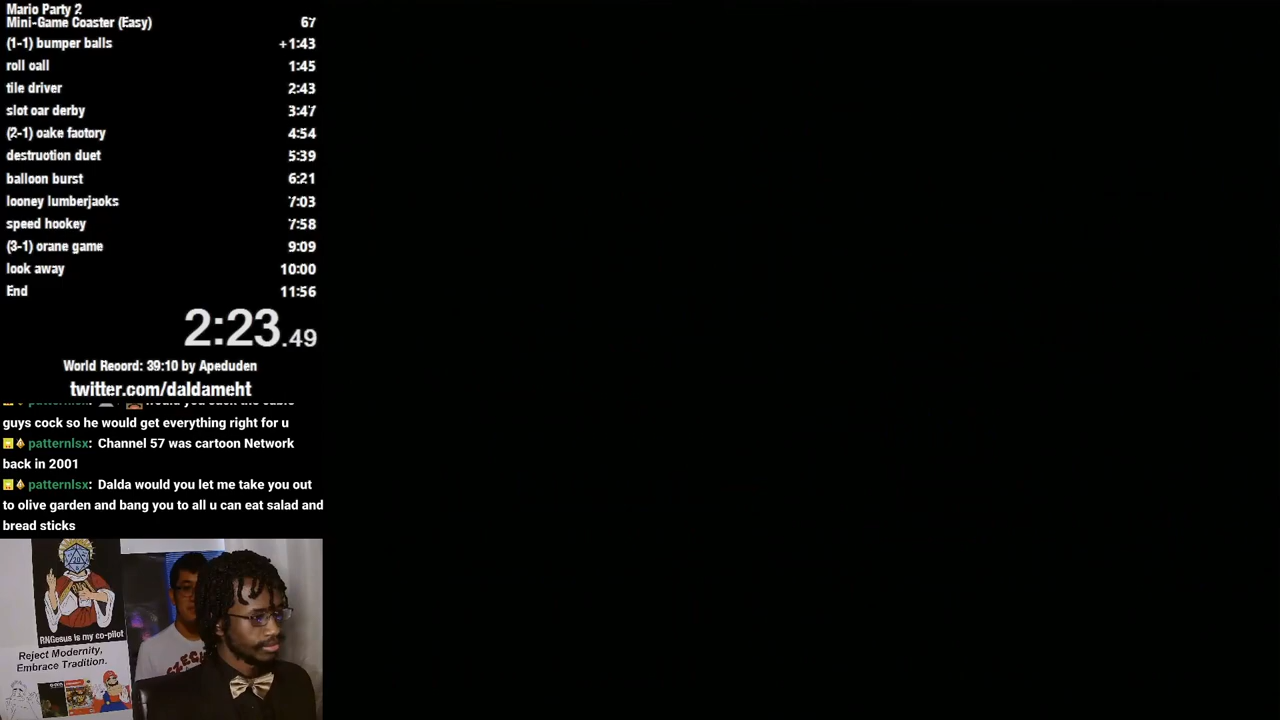 Mario Party 2
Mini-Game Coaster (Easy) 67
(1-1) bumper balls +1:43
roll oall 1:45
tile driver 2:43
slot oar derby 3:47
(2-1) oake faotory 4:54
destruotion duet 5:39
balloon burst 6:21
looney lumberjaoks 7:03
speed hookey 7:58
(3-1) orane game 9:09
look away 10:00
End 11:56
2:23.49
World Reoord: 39:10 by Apeduden
twitter.com/daldameht
guys cock so he would get everything right for u
patternlsx: Channel 57 was cartoon Network
back in 2001
patternlsx: Dalda would you let me take you out
to olive garden and bang you to all u can eat salad and
bread sticks
RNGesus is my co-pilot
Reject Modernity,
Embrace Tradition.